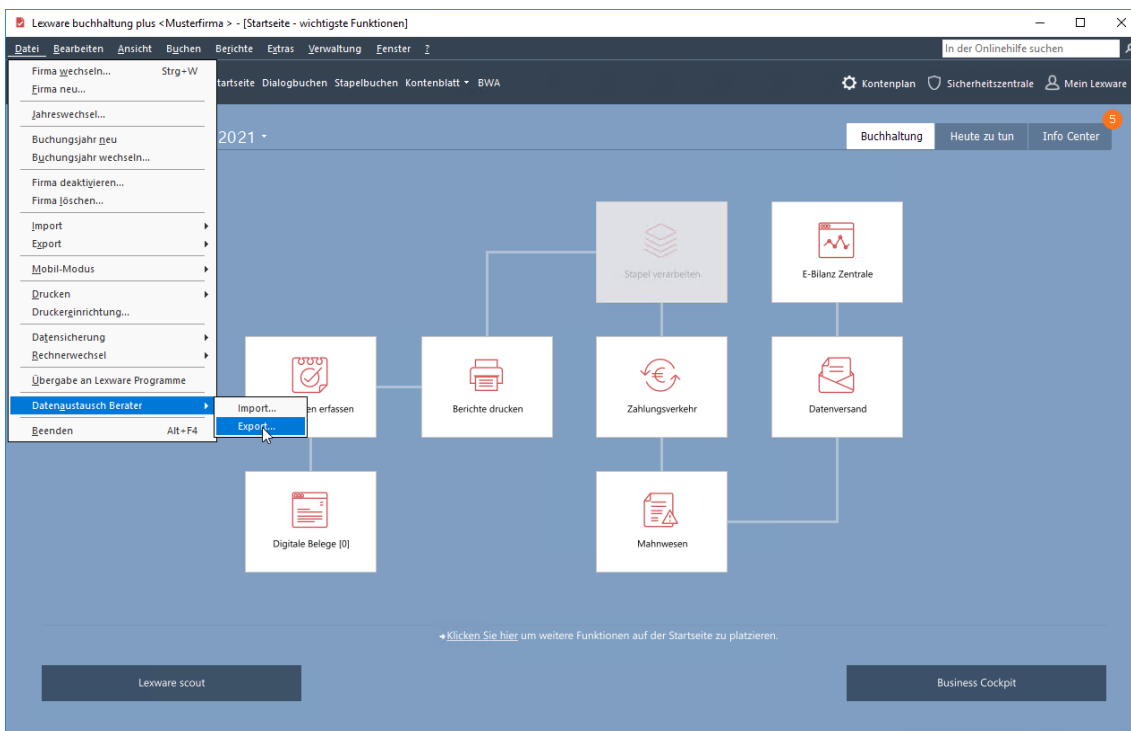 Lexware buchhaltung plus <Musterfirma > - [Startseite - wichtigste Funktionen]
Datei Bearbeiten Ansicht Buchen Berichte Extras Verwaltung Fenster ?
In der Onlinehilfe suchen
Firma wechseln... Strg+W
Firma neu...
Jahreswechsel...
Buchungsjahr neu
Buchungsjahr wechseln...
Firma deaktivieren...
Firma löschen...
Import
Export
Mobil-Modus
Drucken
Druckereinrichtung...
Datensicherung
Rechnerwechsel
Übergabe an Lexware Programme
Datenaustausch Berater
Beenden Alt+F4
Import...
Export...
Dialogbuchen Stapelbuchen Kontenblatt BWA
Kontenplan Sicherheitszentrale Mein Lexware
2021
Buchhaltung Heute zu tun Info Center 5
Stapel verarbeiten
E-Bilanz Zentrale
erfassen
Berichte drucken
Zahlungsverkehr
Datenversand
Digitale Belege [0]
Mahnwesen
Klicken Sie hier um weitere Funktionen auf der Startseite zu platzieren.
Lexware scout
Business Cockpit